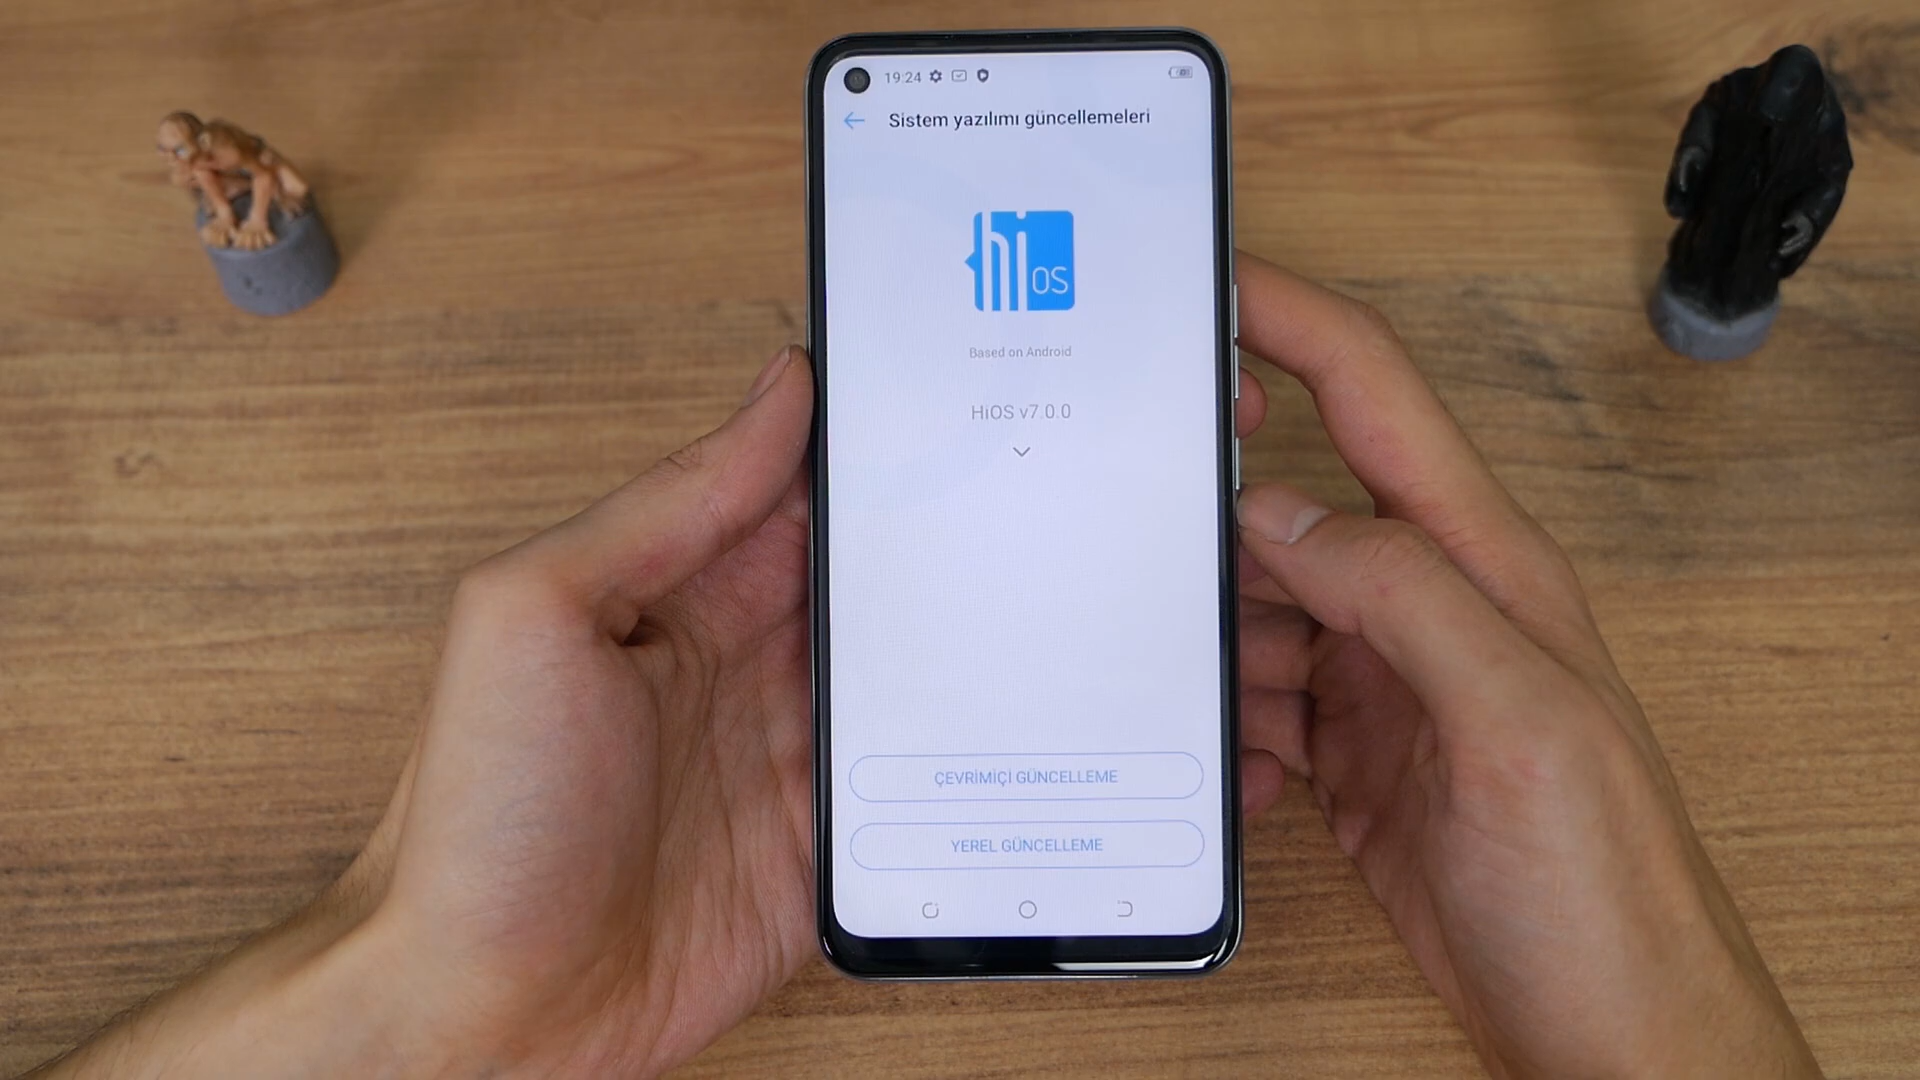 19:24
Sistem yazılımı güncellemeleri
hi
OS
Based on Android
HiOS v7.0.0
ÇEVRİMİÇİ GÜNCELLEME
YEREL GÜNCELLEME